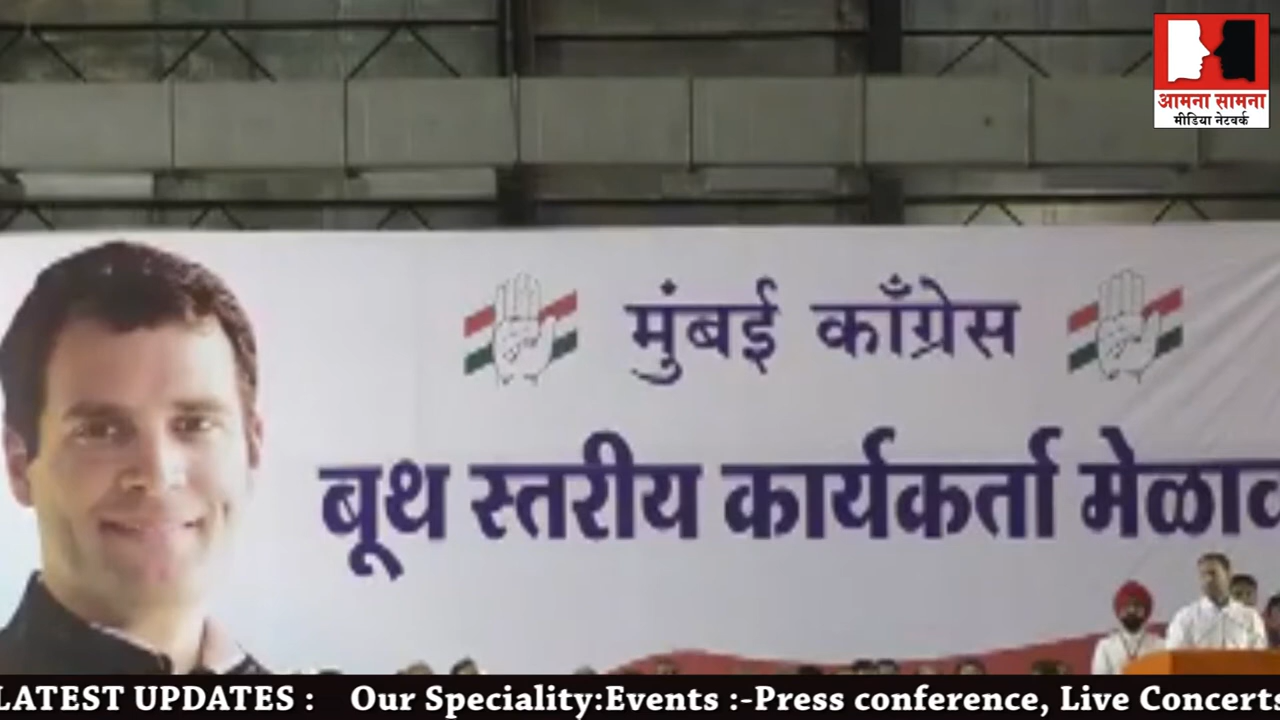 आमना सामना
मीडिया नेटवर्क
मुंबई काँग्रेस
बूथ स्तरीय कार्यकर्ता
LATEST UPDATES : Our Speciality:Events :-Press conference, Live Concerts